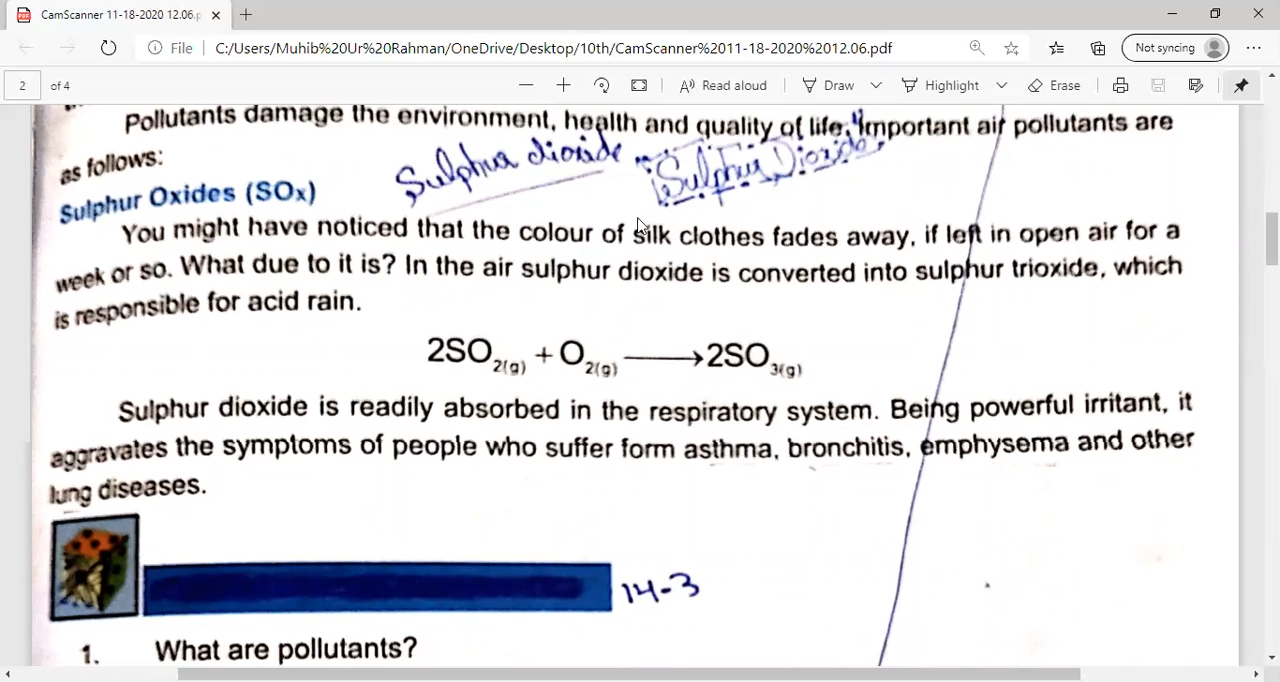 CamScanner 11-18-2020 12.06.p
File C:/Users/Muhib%20Ur%20Rahman/OneDrive/Desktop/10th/CamScanner%2011-18-2020%2012.06.pdf
Not syncing
2 of 4
Read aloud
Draw
Highlight
Erase
Pollutants damage the environment, health and quality of life. Important air pollutants are
as follows:
Sulphur dioxide
Sulphur Dioxide
Sulphur Oxides (SOx)
You might have noticed that the colour of silk clothes fades away, if left in open air for a
week or so. What due to it is? In the air sulphur dioxide is converted into sulphur trioxide, which
is responsible for acid rain.
2SO2(g) + O2(g) ⟶ 2SO3(g)
Sulphur dioxide is readily absorbed in the respiratory system. Being powerful irritant, it
aggravates the symptoms of people who suffer form asthma, bronchitis, emphysema and other
lung diseases.
14-3
1. What are pollutants?